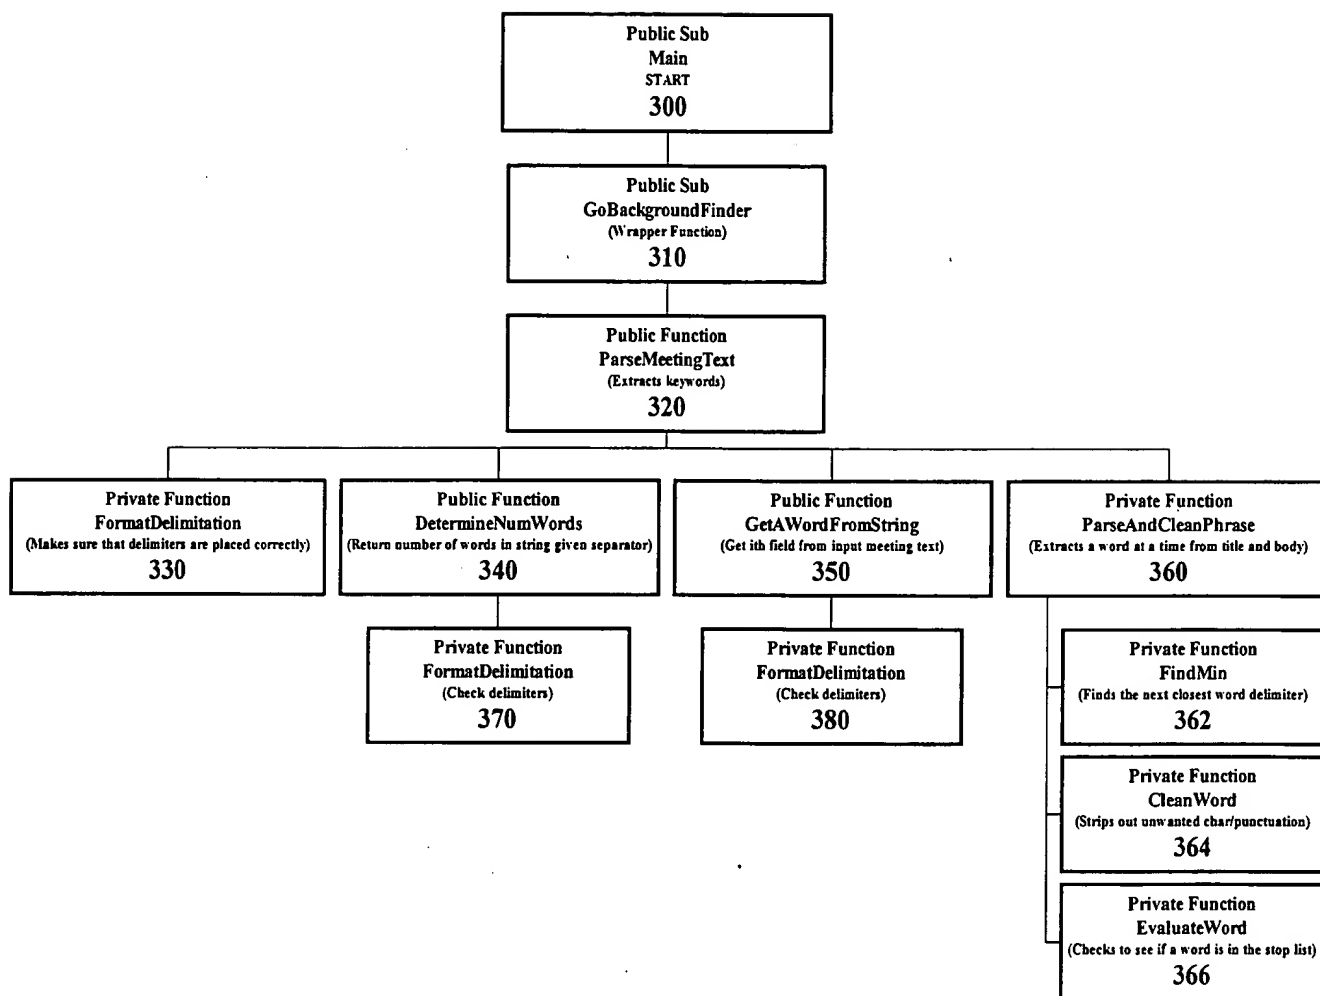 Public Sub
Main
START
300
Public Sub
GoBackgroundFinder
(Wrapper Function)
310
Public Function
ParseMeetingText
(Extracts keywords)
320
Private Function
FormatDelimitation
(Makes sure that delimiters are placed correctly)
330
Public Function
DetermineNumWords
(Return number of words in string given separator)
340
Public Function
GetAWordFromString
(Get ith field from input meeting text)
350
Private Function
ParseAndCleanPhrase
(Extracts a word at a time from title and body)
360
Private Function
FormatDelimitation
(Check delimiters)
370
Private Function
FormatDelimitation
(Check delimiters)
380
Private Function
FindMin
(Finds the next closest word delimiter)
362
Private Function
CleanWord
(Strips out unwanted char/punctuation)
364
Private Function
EvaluateWord
(Checks to see if a word is in the stop list)
366